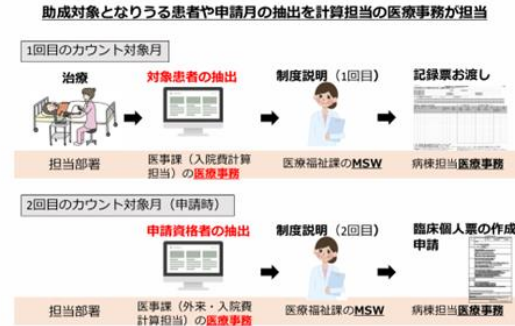 助成対象となりうる患者や申請月の抽出を計算担当の医療事務が担当
1回目のカウント対象月
治療
対象患者の抽出
制度説明（1回目）
記録票お渡し
担当部署
医事課（入院費計算
担当）の医療事務
医療福祉課のMSW
病棟担当医療事務
2回目のカウント対象月（申請時）
申請資格者の抽出
制度説明（2回目）
臨床個人票の作成
申請
担当部署
医事課（外来・入院費
計算担当）の医療事務
医療福祉課のMSW
病棟担当医療事務